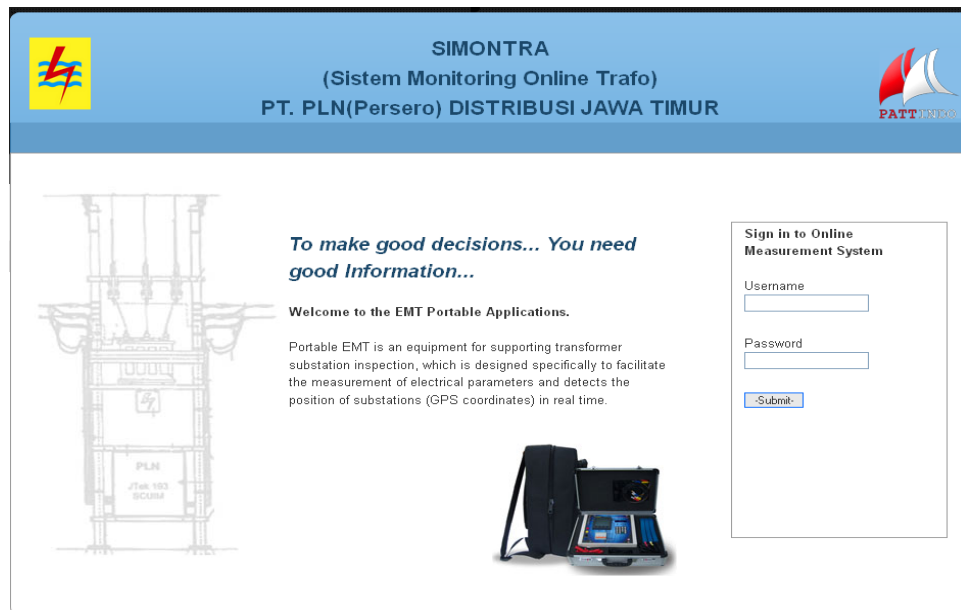 SIMONTRA
(Sistem Monitoring Online Trafo)
PT. PLN(Persero) DISTRIBUSI JAWA TIMUR
PATTINDO
To make good decisions... You need
good Information...
Welcome to the EMT Portable Applications.
Portable EMT is an equipment for supporting transformer
substation inspection, which is designed specifically to facilitate
the measurement of electrical parameters and detects the
position of substations (GPS coordinates) in real time.
Sign in to Online
Measurement System
Username
Password
-Submit-
PLN
JTek 163